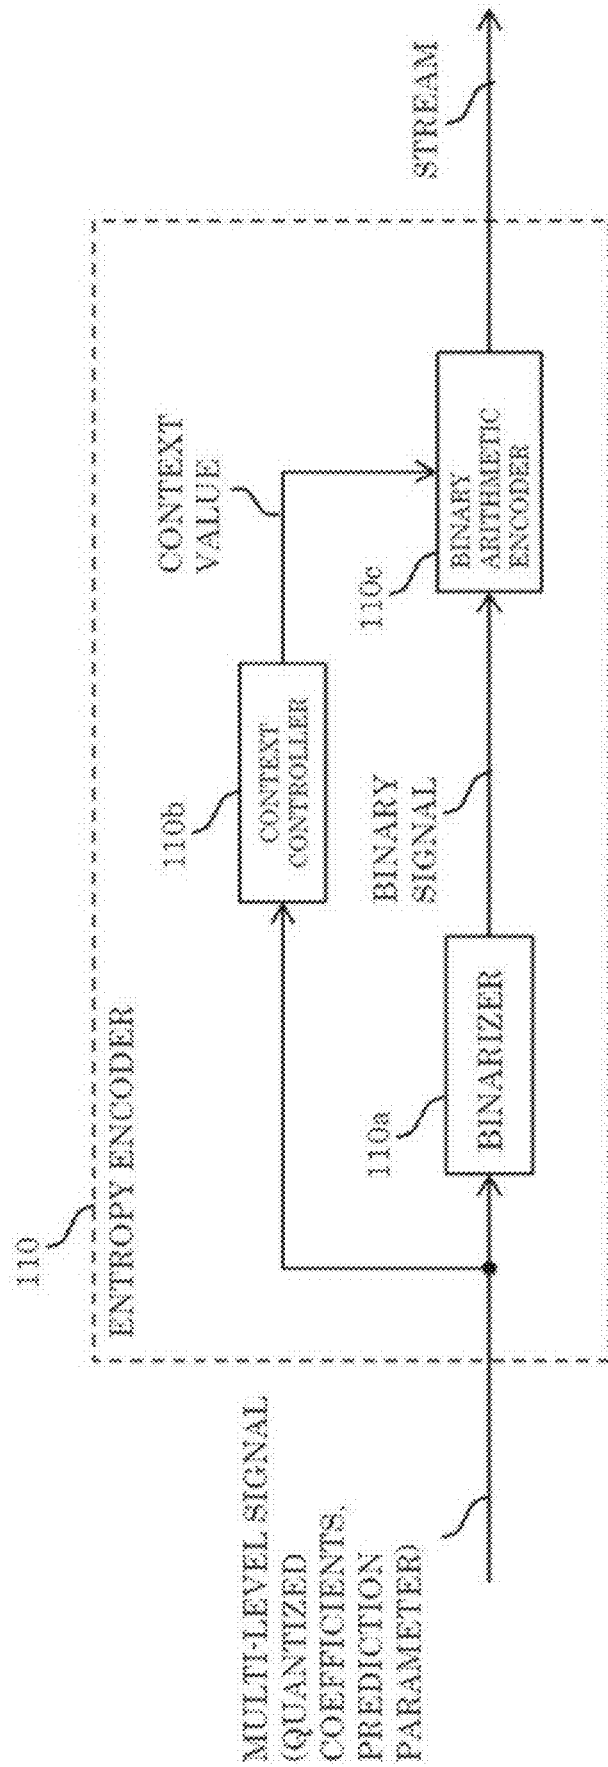 110
ENTROPY ENCODER
MULTI-LEVEL SIGNAL
(QUANTIZED
COEFFICIENTS,
PREDICTION
PARAMETER)
110a
BINARIZER
110b
CONTEXT
CONTROLLER
CONTEXT
VALUE
BINARY
SIGNAL
110c
BINARY
ARITHMETIC
ENCODER
STREAM